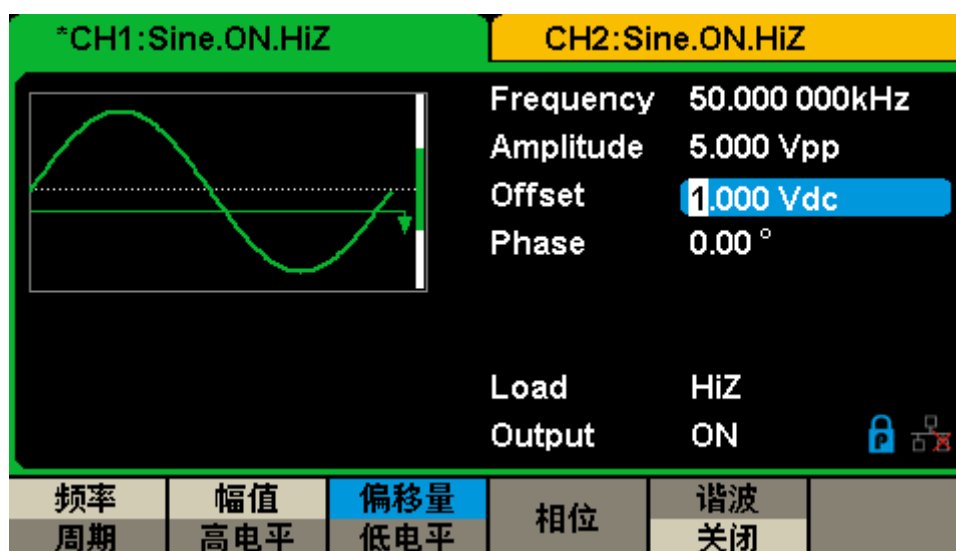 *CH1:Sine.ON.HiZ CH2:Sine.ON.HiZ
Frequency 50.000 000kHz
Amplitude 5.000 Vpp
Offset 1.000 Vdc
Phase 0.00 °
Load HiZ
Output ON
P
频率 幅值 偏移量 相位 谐波
周期 高电平 低电平 关闭